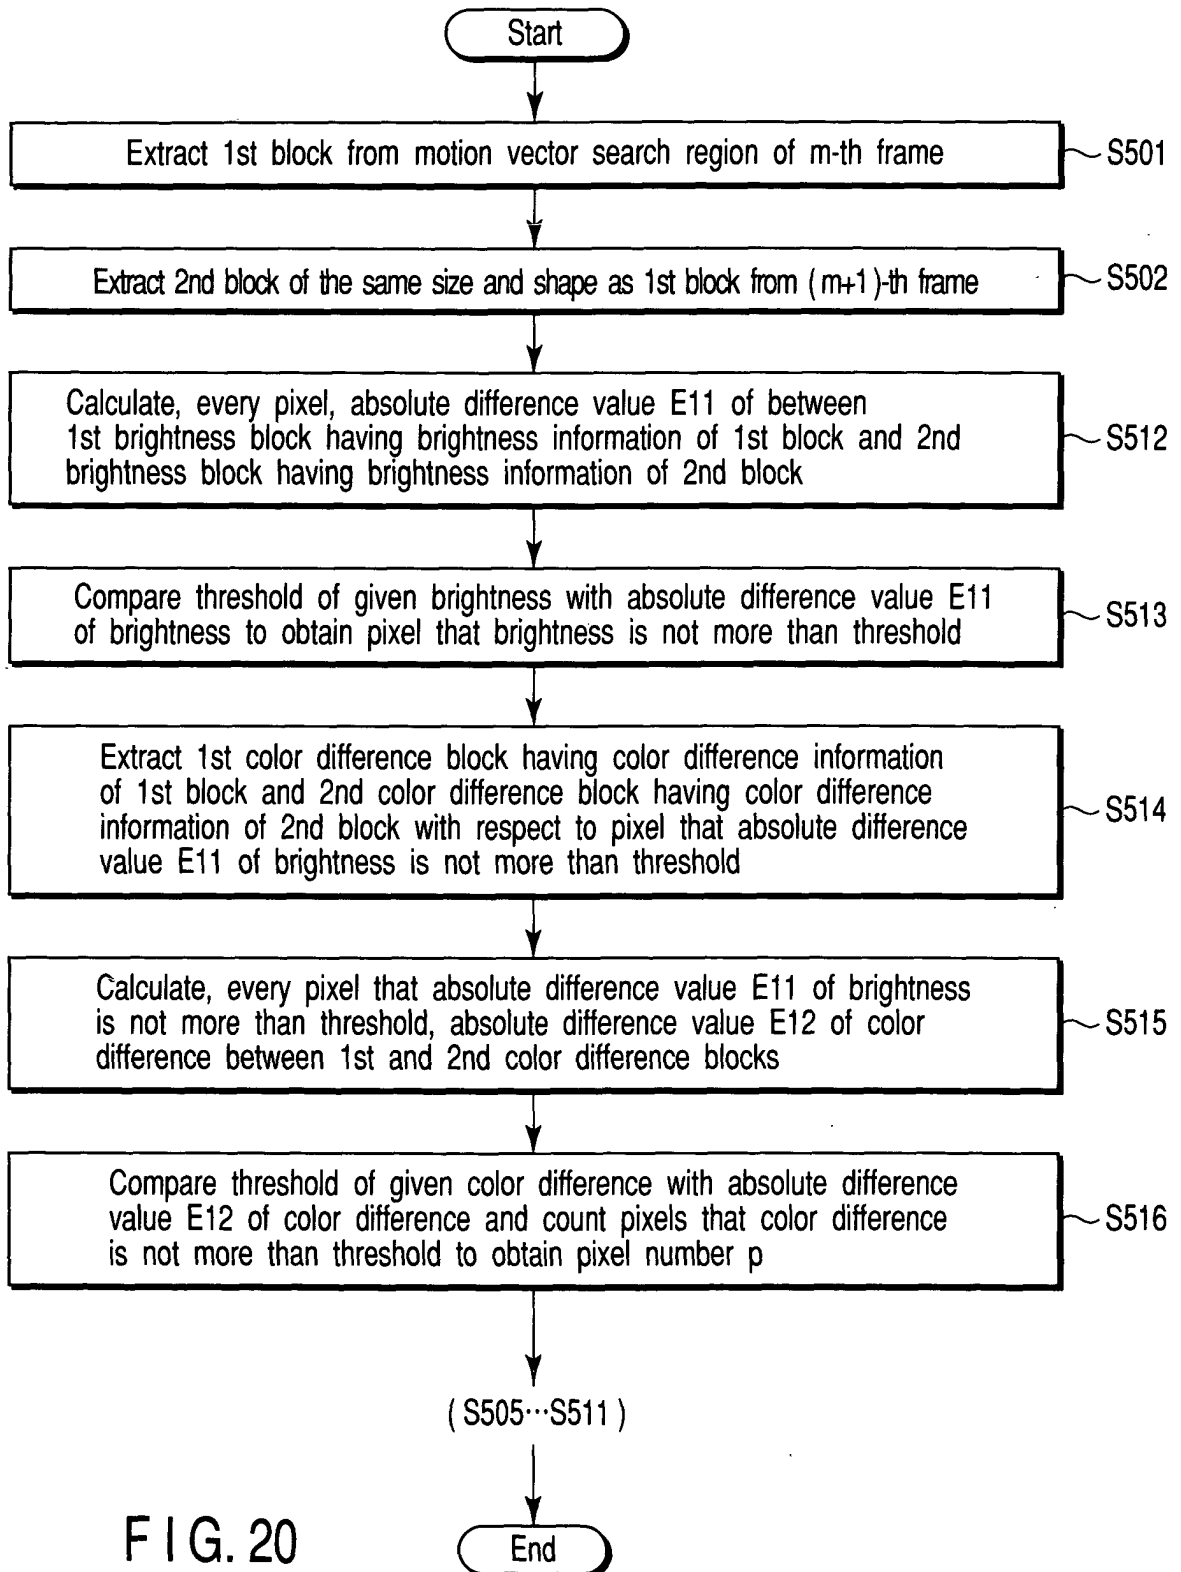 Start
Extract 1st block from motion vector search region of m-th frame
S501
Extract 2nd block of the same size and shape as 1st block from (m+1)-th frame
S502
Calculate, every pixel, absolute difference value E11 of between
1st brightness block having brightness information of 1st block and 2nd
brightness block having brightness information of 2nd block
S512
Compare threshold of given brightness with absolute difference value E11
of brightness to obtain pixel that brightness is not more than threshold
S513
Extract 1st color difference block having color difference information
of 1st block and 2nd color difference block having color difference
information of 2nd block with respect to pixel that absolute difference
value E11 of brightness is not more than threshold
S514
Calculate, every pixel that absolute difference value E11 of brightness
is not more than threshold, absolute difference value E12 of color
difference between 1st and 2nd color difference blocks
S515
Compare threshold of given color difference with absolute difference
value E12 of color difference and count pixels that color difference
is not more than threshold to obtain pixel number p
S516
(S505···S511)
End
FIG. 20